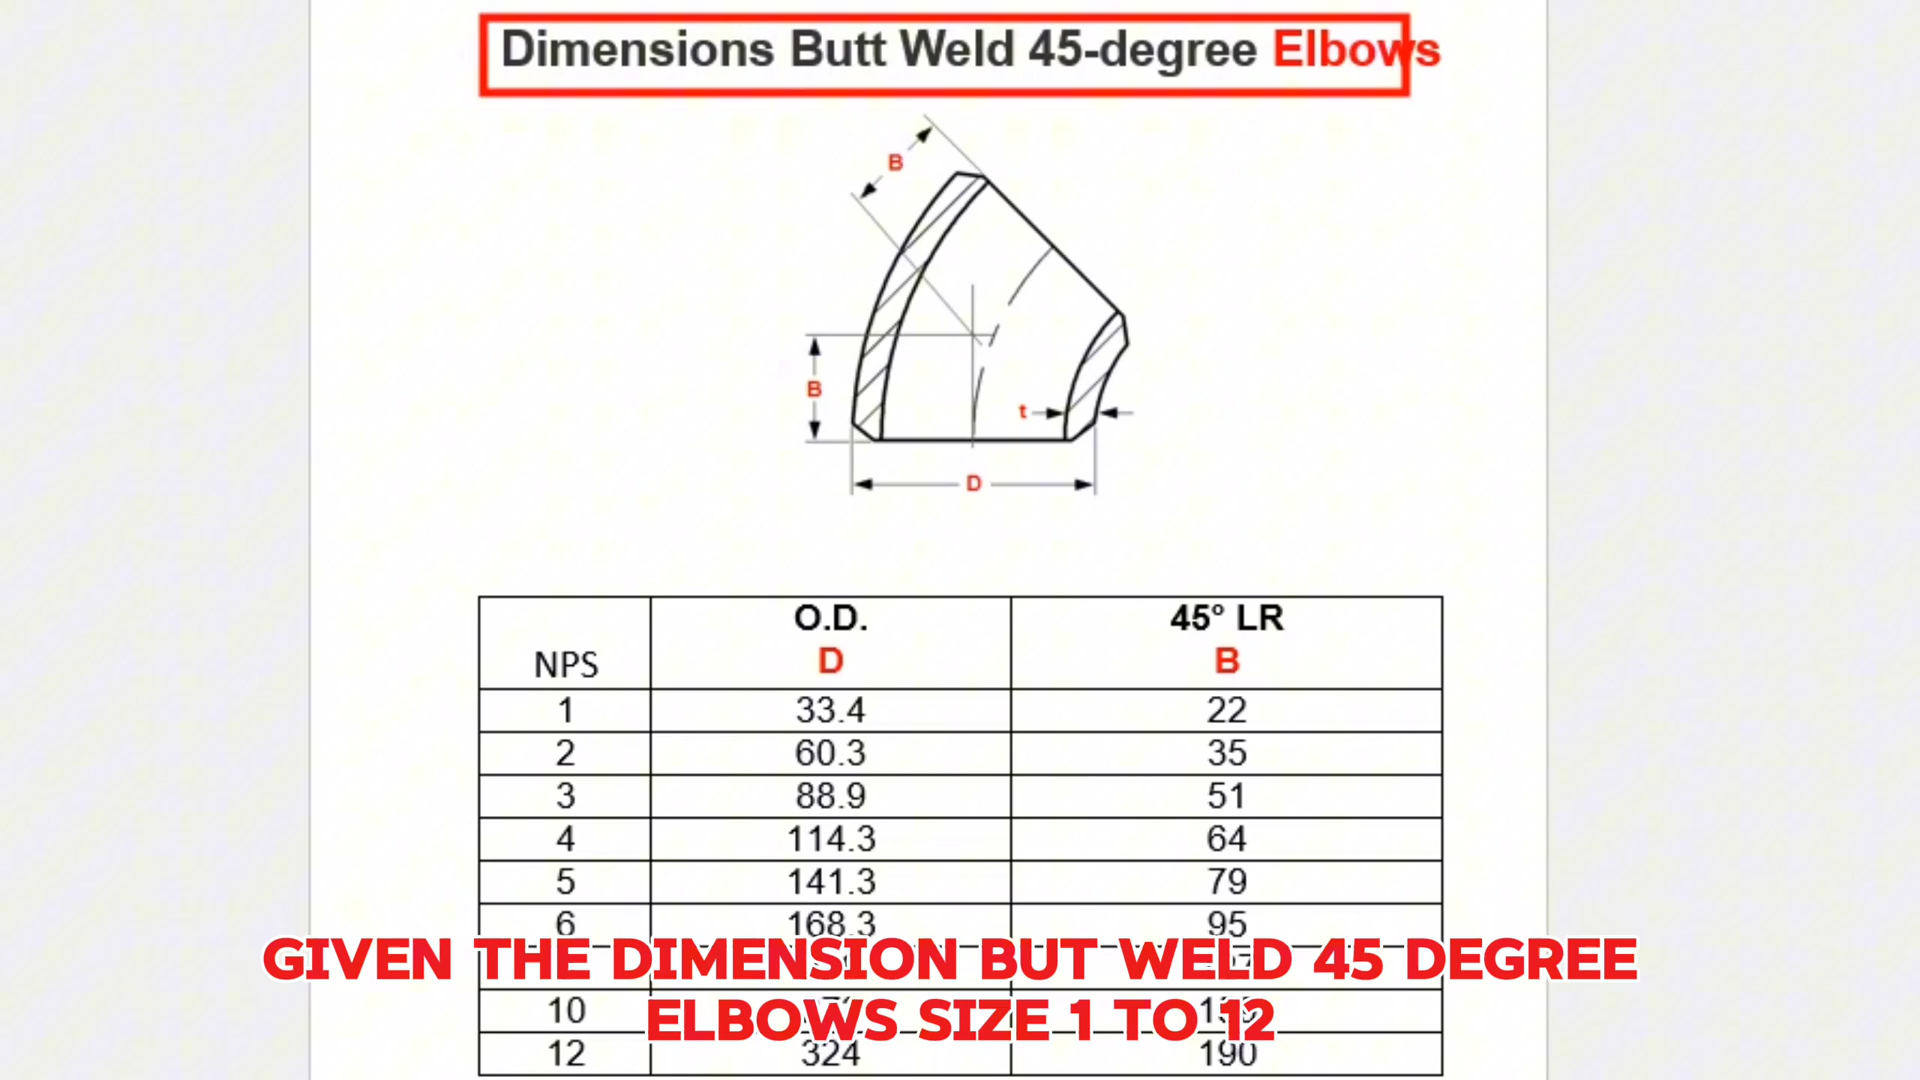 Dimensions Butt Weld 45-degree Elbows
B
B
t
D
NPS O.D. D 45° LR B
1 33.4 22
2 60.3 35
3 88.9 51
4 114.3 64
5 141.3 79
6 168.3 95
GIVEN THE DIMENSION BUT WELD 45 DEGREE
10
ELBOWS SIZE 1 TO 12
12 324 190